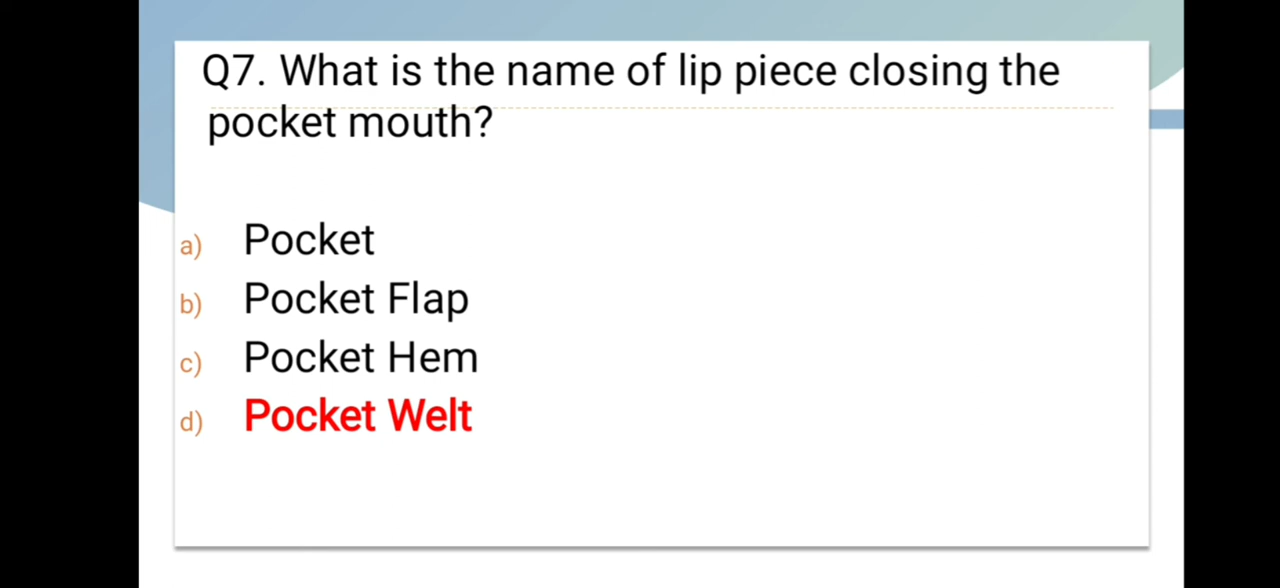 Q7. What is the name of lip piece closing the
pocket mouth?
a) Pocket
b) Pocket Flap
c) Pocket Hem
d) Pocket Welt